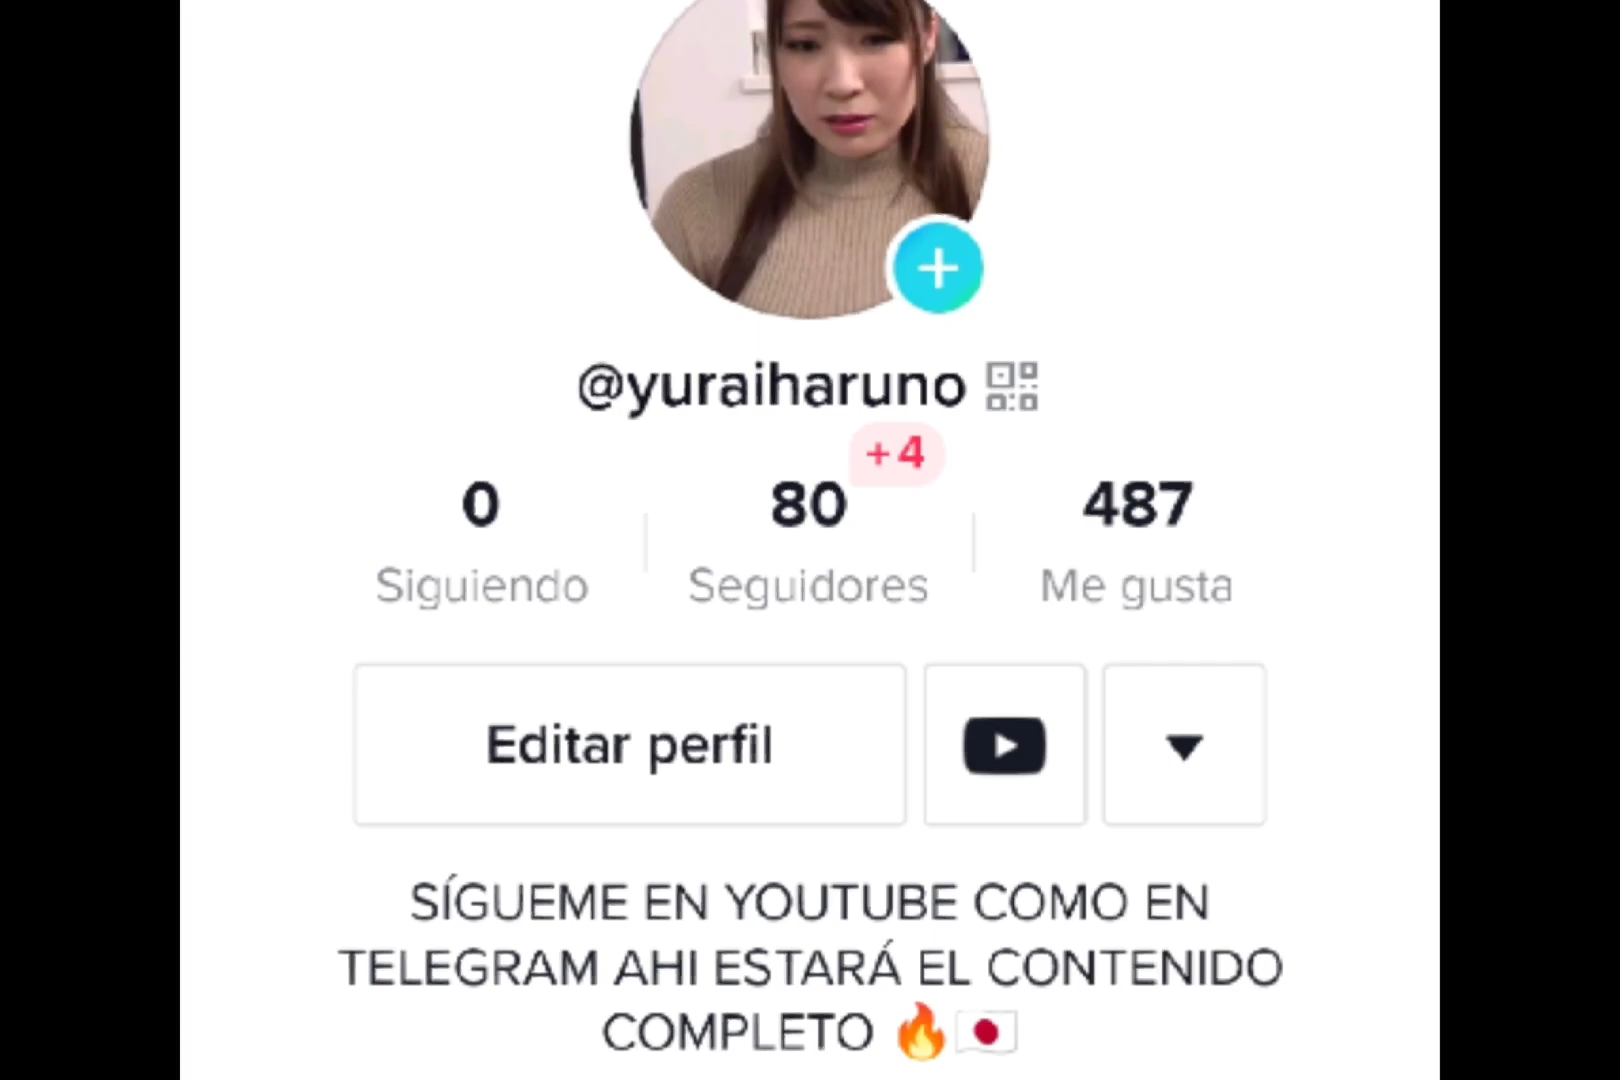 @yuraiharuno
+4
0 80 487
Siguiendo Seguidores Me gusta
Editar perfil
SÍGUEME EN YOUTUBE COMO EN
TELEGRAM AHI ESTARÁ EL CONTENIDO
COMPLETO 🔥🇯🇵